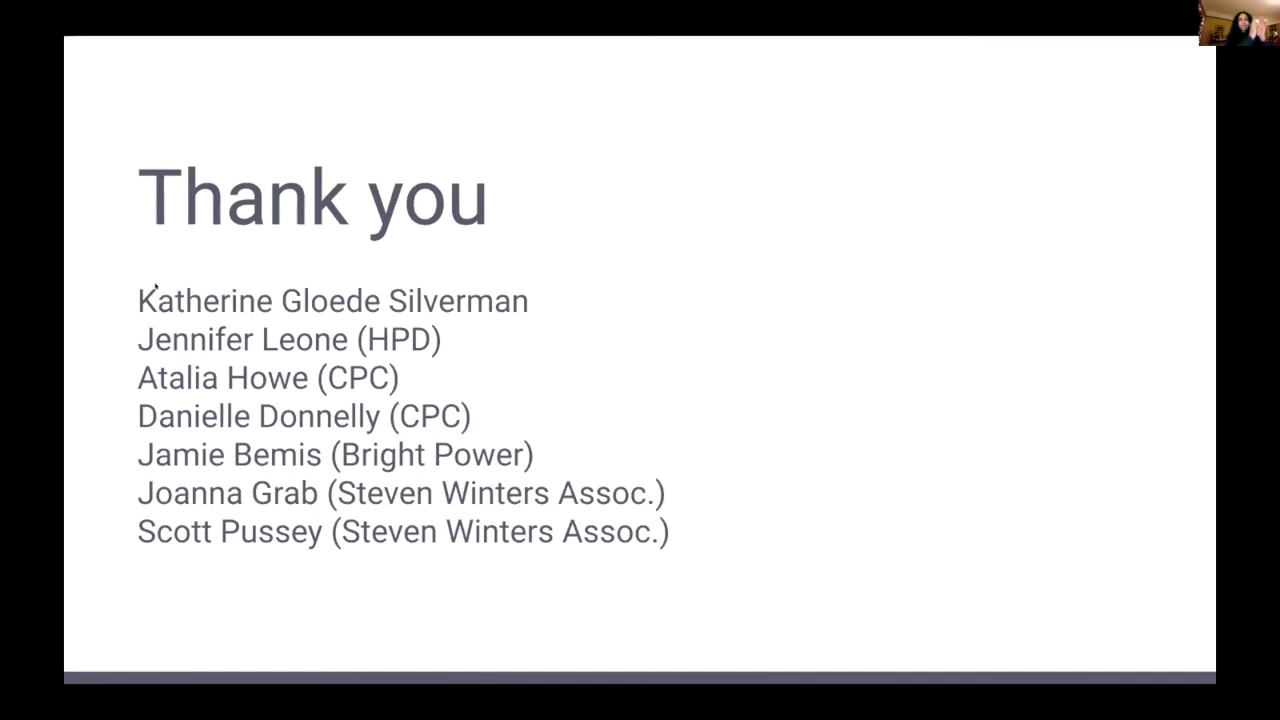 Thank you
Katherine Gloede Silverman
Jennifer Leone (HPD)
Atalia Howe (CPC)
Danielle Donnelly (CPC)
Jamie Bemis (Bright Power)
Joanna Grab (Steven Winters Assoc.)
Scott Pussey (Steven Winters Assoc.)